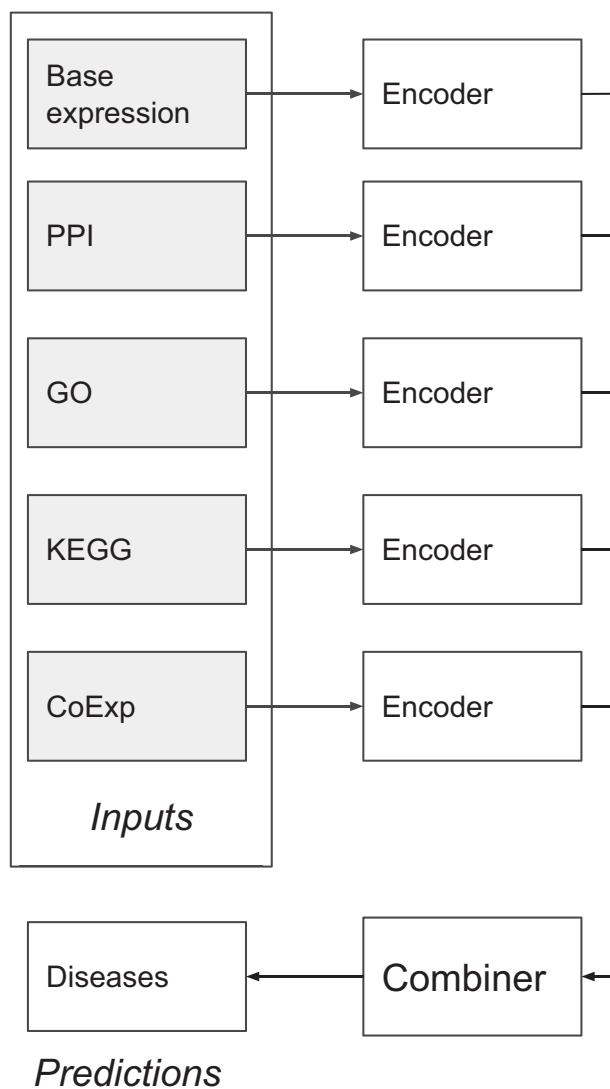 Base
expression
Encoder
PPI
Encoder
GO
Encoder
KEGG
Encoder
CoExp
Encoder
Inputs
Diseases
Combiner
Predictions